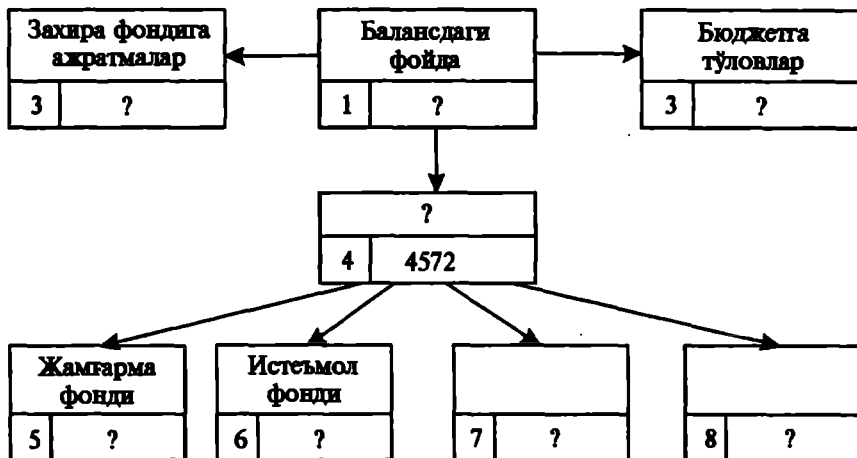 Захира фондига
ажратмалар
3 ?
Балансдаги
фойда
1 ?
Бюджетга
тўловлар
3 ?
?
4 4572
Жамғарма
фонди
5 ?
Истеъмол
фонди
6 ?
7 ?
8 ?